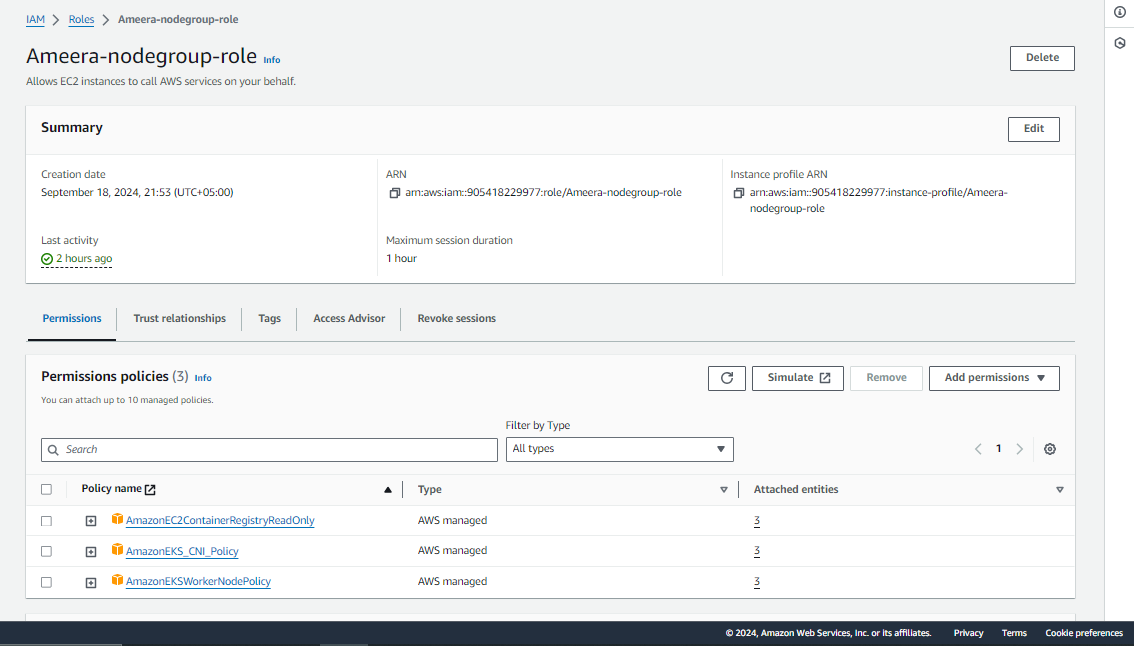 IAM > Roles > Ameera-nodegroup-role
Ameera-nodegroup-role Info
Delete
Allows EC2 instances to call AWS services on your behalf.
Summary
Edit
Creation date
September 18, 2024, 21:53 (UTC+05:00)
ARN
arn:aws:iam::905418229977:role/Ameera-nodegroup-role
Instance profile ARN
arn:aws:iam::905418229977:instance-profile/Ameera-
nodegroup-role
Last activity
2 hours ago
Maximum session duration
1 hour
Permissions
Trust relationships
Tags
Access Advisor
Revoke sessions
Permissions policies (3) Info
Simulate
Remove
Add permissions
You can attach up to 10 managed policies.
Filter by Type
Search
All types
1
Policy name
Type
Attached entities
AmazonEC2ContainerRegistryReadOnly
AWS managed
3
AmazonEKS_CNI_Policy
AWS managed
3
AmazonEKSWorkerNodePolicy
AWS managed
3
© 2024, Amazon Web Services, Inc. or its affiliates.
Privacy
Terms
Cookie preferences